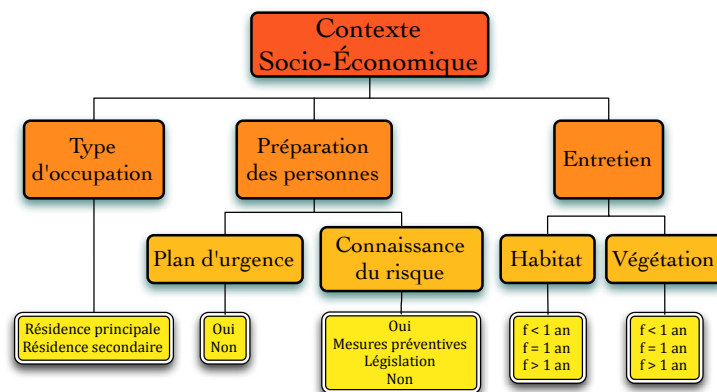 Contexte
Socio-Économique
Type
d'occupation
Préparation
des personnes
Entretien
Plan d'urgence
Connaissance
du risque
Habitat
Végétation
Résidence principale
Résidence secondaire
Oui
Non
Oui
Mesures préventives
Législation
Non
f < 1 an
f = 1 an
f > 1 an
f < 1 an
f = 1 an
f > 1 an